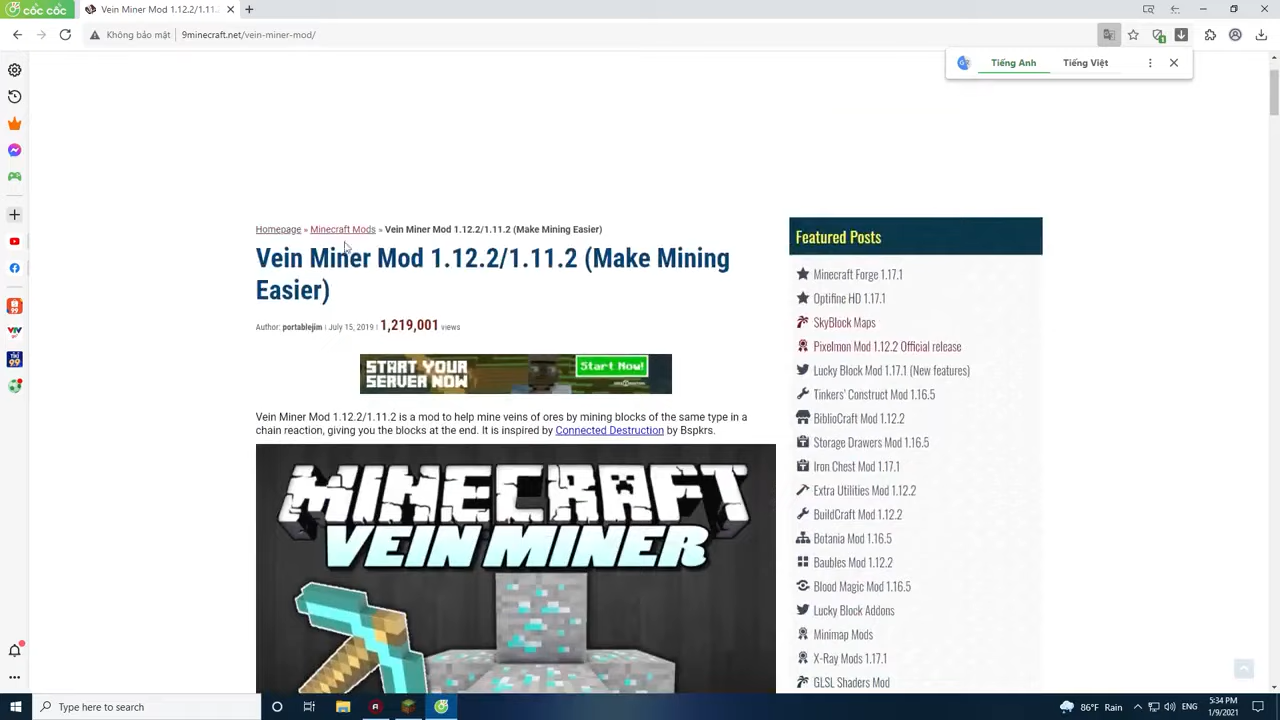 cốc cốc
Vein Miner Mod 1.12.2/1.11.
Không bảo mật
9minecraft.net/vein-miner-mod/
Tiếng Anh
Tiếng Việt
Homepage » Minecraft Mods » Vein Miner Mod 1.12.2/1.11.2 (Make Mining Easier)
Vein Miner Mod 1.12.2/1.11.2 (Make Mining
Easier)
Author: portablejim | July 15, 2019 | 1,219,001 views
START YOUR
SERVER NOW
Start Now!
Vein Miner Mod 1.12.2/1.11.2 is a mod to help mine veins of ores by mining blocks of the same type in a
chain reaction, giving you the blocks at the end. It is inspired by Connected Destruction by Bspkrs.
MINECRAFT
VEIN MINER
Featured Posts
Minecraft Forge 1.17.1
Optifine HD 1.17.1
SkyBlock Maps
Pixelmon Mod 1.12.2 Official release
Lucky Block Mod 1.17.1 (New features)
Tinkers' Construct Mod 1.16.5
BiblioCraft Mod 1.12.2
Storage Drawers Mod 1.16.5
Iron Chest Mod 1.17.1
Extra Utilities Mod 1.12.2
BuildCraft Mod 1.12.2
Botania Mod 1.16.5
Baubles Mod 1.12.2
Blood Magic Mod 1.16.5
Lucky Block Addons
Minimap Mods
X-Ray Mods 1.17.1
GLSL Shaders Mod
Type here to search
86°F Rain
ENG
5:34 PM
1/9/2021